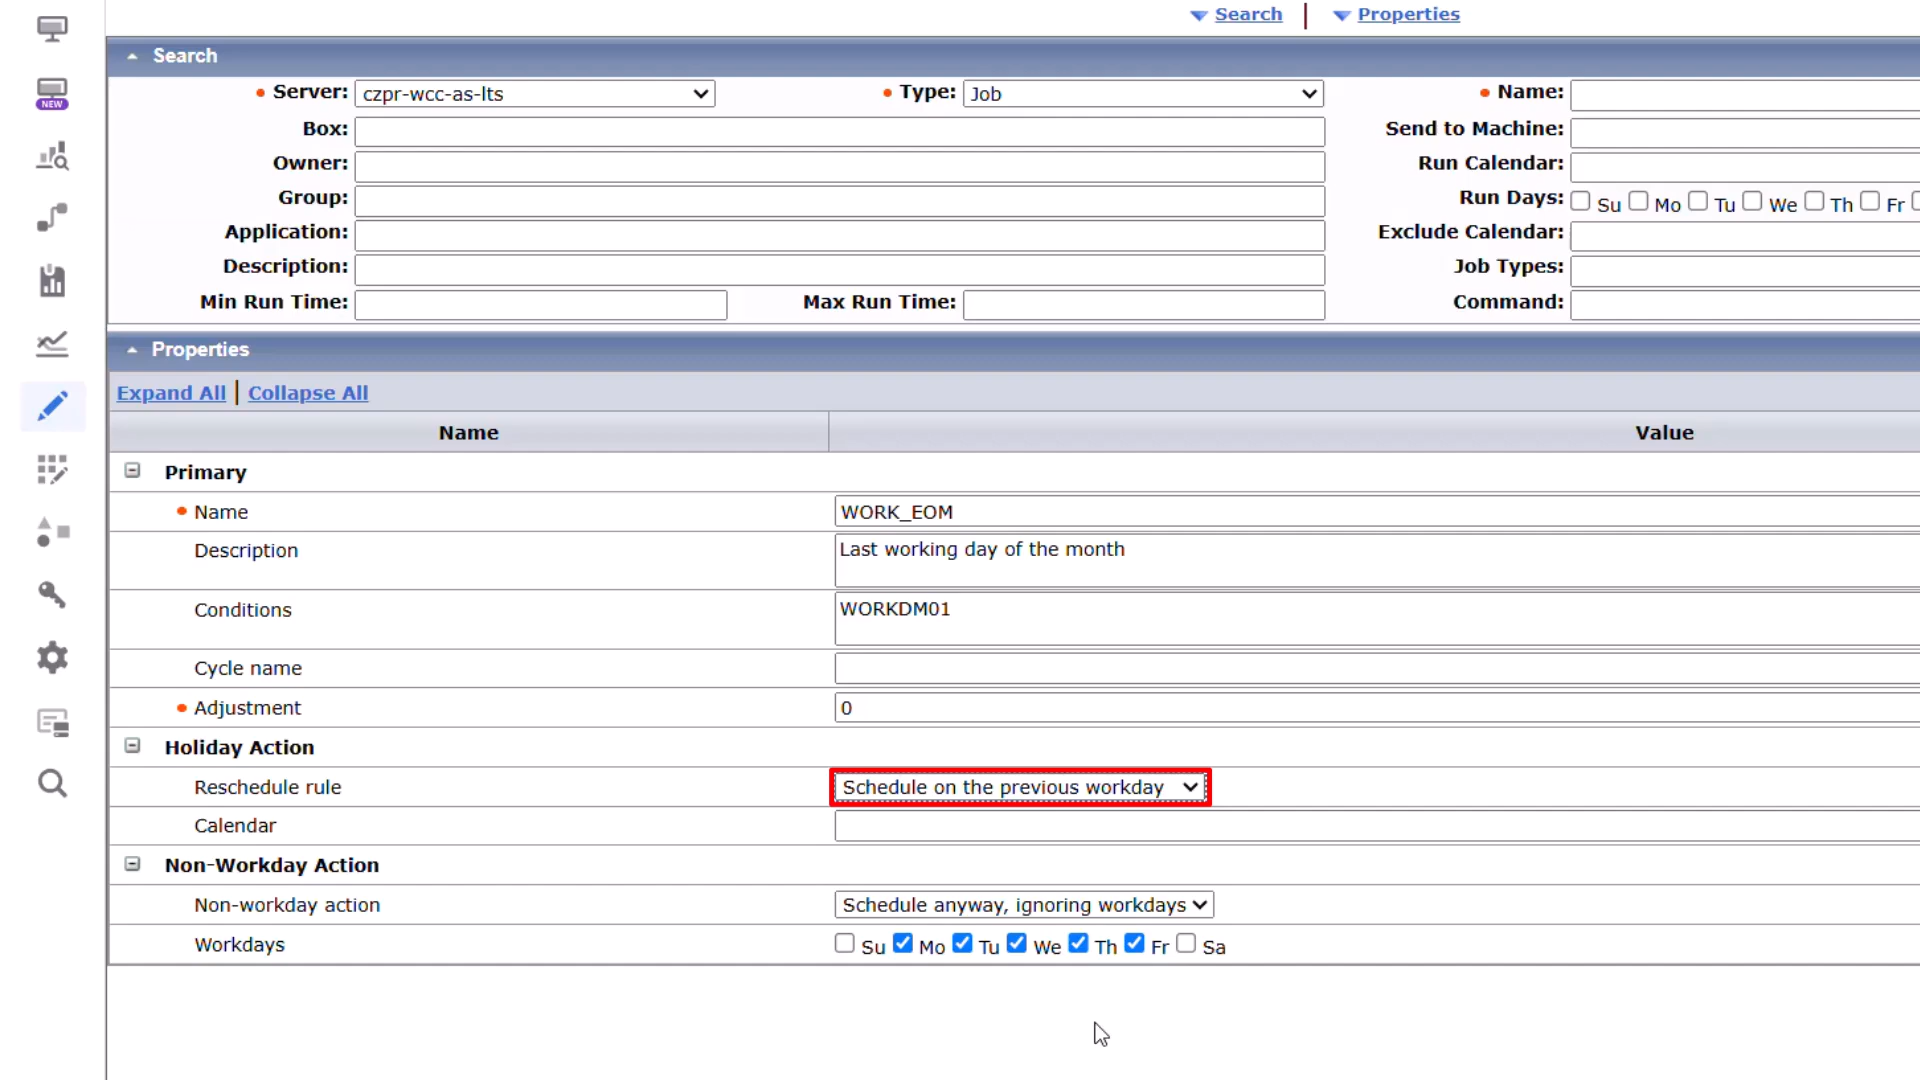 Search | Properties
NEW
Search
Server: czpr-wcc-as-lts Type: Job Name:
Box: Send to Machine:
Owner: Run Calendar:
Group: Run Days: Su Mo Tu We Th Fr
Application: Exclude Calendar:
Description: Job Types:
Min Run Time: Max Run Time: Command:
Properties
Expand All | Collapse All
Name Value
Primary
Name WORK_EOM
Description Last working day of the month
Conditions WORKDM01
Cycle name
Adjustment 0
Holiday Action
Reschedule rule Schedule on the previous workday
Calendar
Non-Workday Action
Non-workday action Schedule anyway, ignoring workdays
Workdays Su Mo Tu We Th Fr Sa